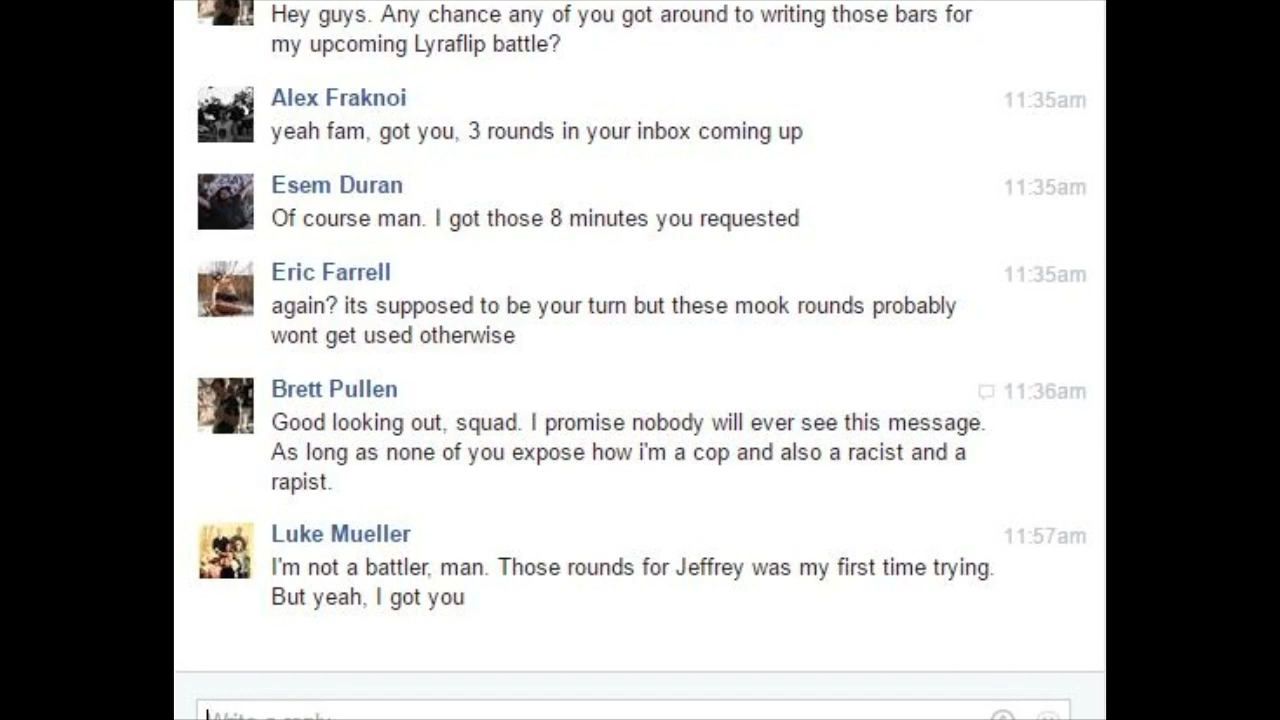 Hey guys. Any chance any of you got around to writing those bars for
my upcoming Lyraflip battle?
Alex Fraknoi 11:35am
yeah fam, got you, 3 rounds in your inbox coming up
Esem Duran 11:35am
Of course man. I got those 8 minutes you requested
Eric Farrell 11:35am
again? its supposed to be your turn but these mook rounds probably
wont get used otherwise
Brett Pullen 11:36am
Good looking out, squad. I promise nobody will ever see this message.
As long as none of you expose how i'm a cop and also a racist and a
rapist.
Luke Mueller 11:57am
I'm not a battler, man. Those rounds for Jeffrey was my first time trying.
But yeah, I got you
Write a reply